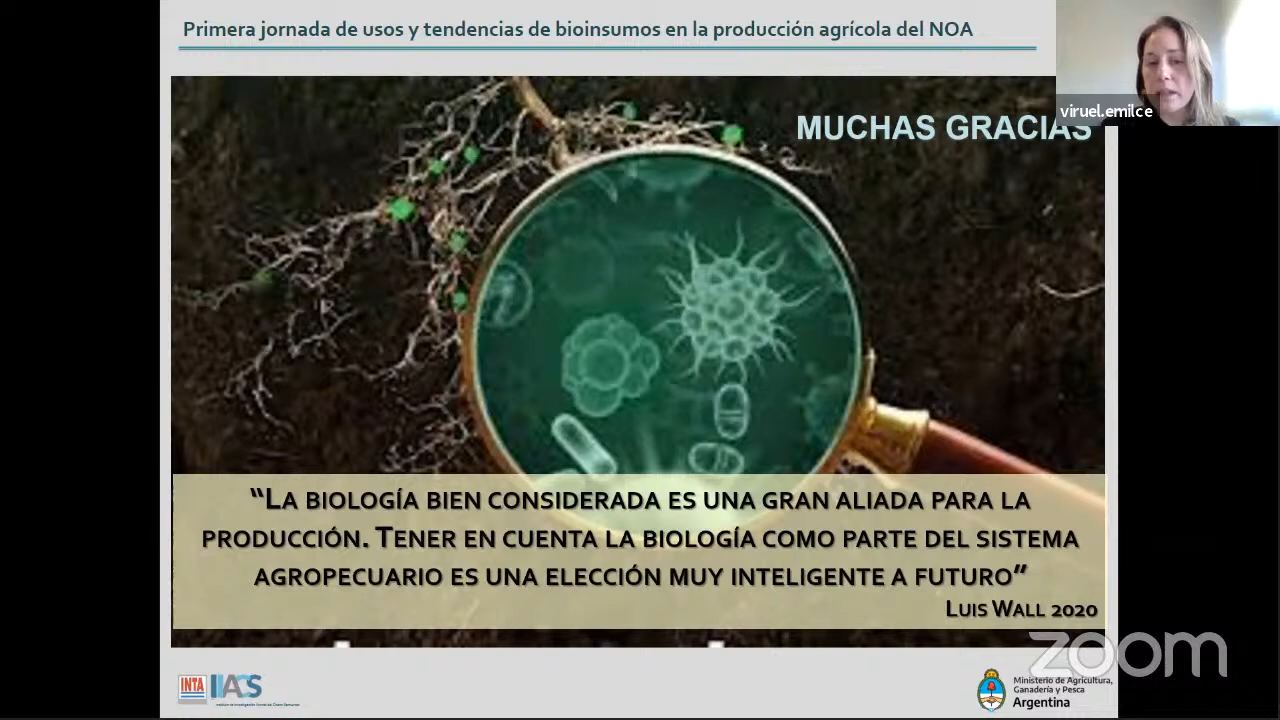 Primera jornada de usos y tendencias de bioinsumos en la producción agrícola del NOA
viruel.emilce
MUCHAS GRACIAS
“LA BIOLOGÍA BIEN CONSIDERADA ES UNA GRAN ALIADA PARA LA
PRODUCCIÓN. TENER EN CUENTA LA BIOLOGÍA COMO PARTE DEL SISTEMA
AGROPECUARIO ES UNA ELECCIÓN MUY INTELIGENTE A FUTURO”
LUIS WALL 2020
zoom
INTA
IIACS
Ministerio de Agricultura,
Ganadería y Pesca
Argentina